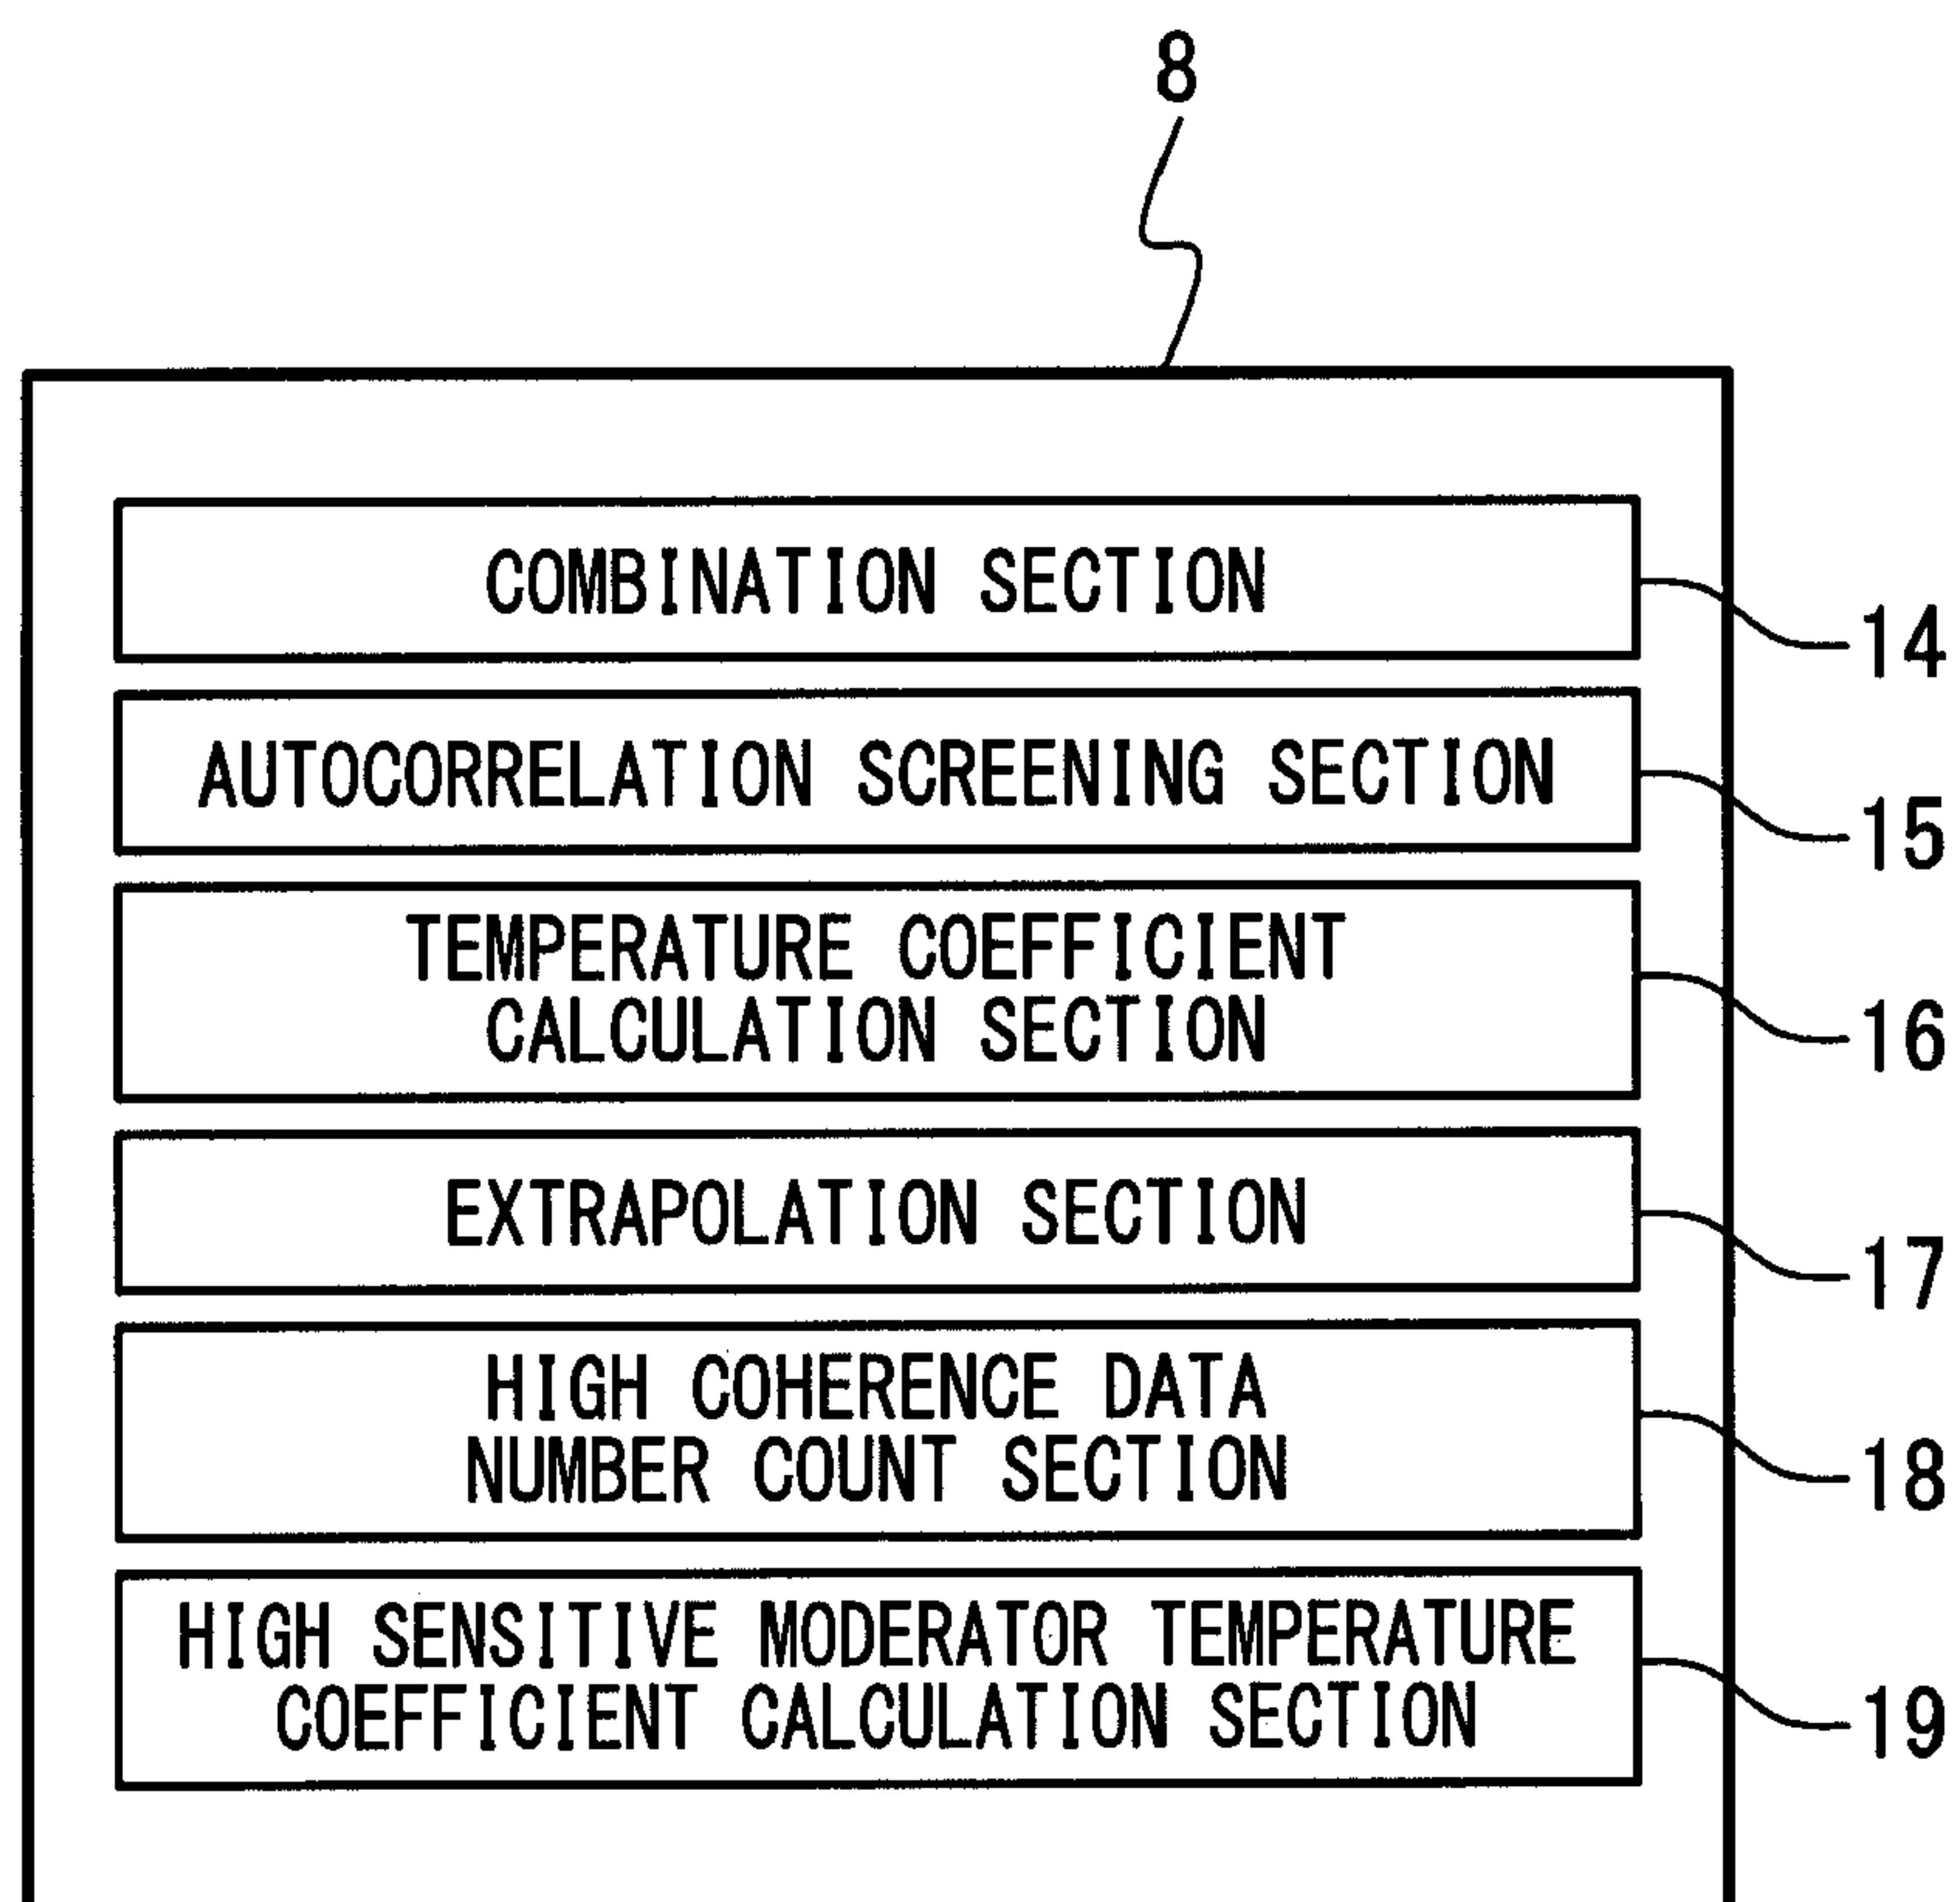 8
COMBINATION SECTION
14
AUTOCORRELATION SCREENING SECTION
15
TEMPERATURE COEFFICIENT
CALCULATION SECTION
16
EXTRAPOLATION SECTION
17
HIGH COHERENCE DATA
NUMBER COUNT SECTION
18
HIGH SENSITIVE MODERATOR TEMPERATURE
COEFFICIENT CALCULATION SECTION
19